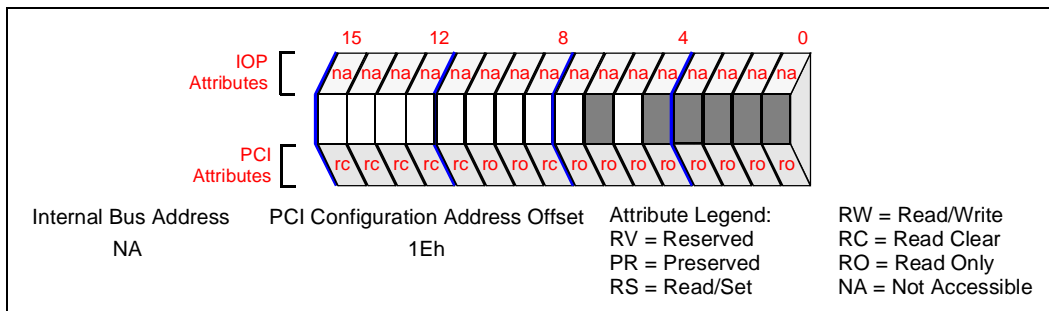 15 12 8 4 0
IOP
Attributes
na na na na na na na na na na na na na na na na
PCI
Attributes
rc rc rc rc ro ro ro rc ro ro ro ro ro ro ro ro
Internal Bus Address
NA
PCI Configuration Address Offset
1Eh
Attribute Legend:
RV = Reserved
PR = Preserved
RS = Read/Set
RW = Read/Write
RC = Read Clear
RO = Read Only
NA = Not Accessible